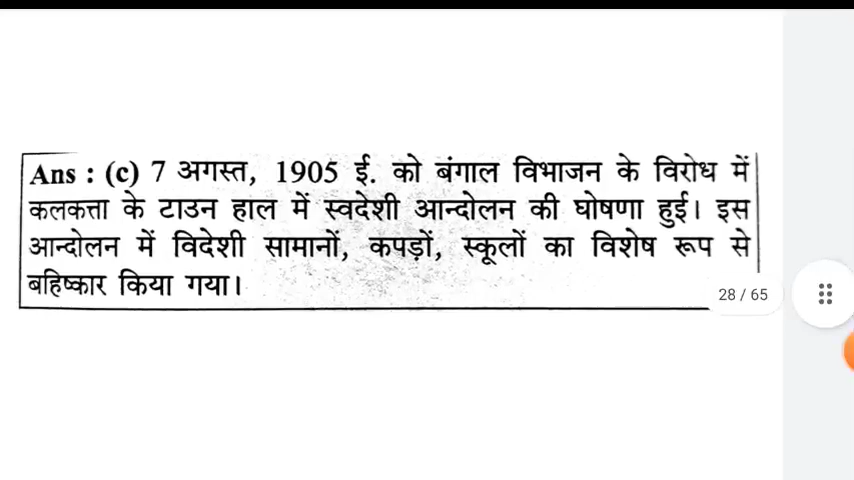 Ans : (c) 7 अगस्त, 1905 ई. को बंगाल विभाजन के विरोध में
कलकत्ता के टाउन हाल में स्वदेशी आन्दोलन की घोषणा हुई। इस
आन्दोलन में विदेशी सामानों, कपड़ों, स्कूलों का विशेष रूप से
बहिष्कार किया गया।
28 / 65